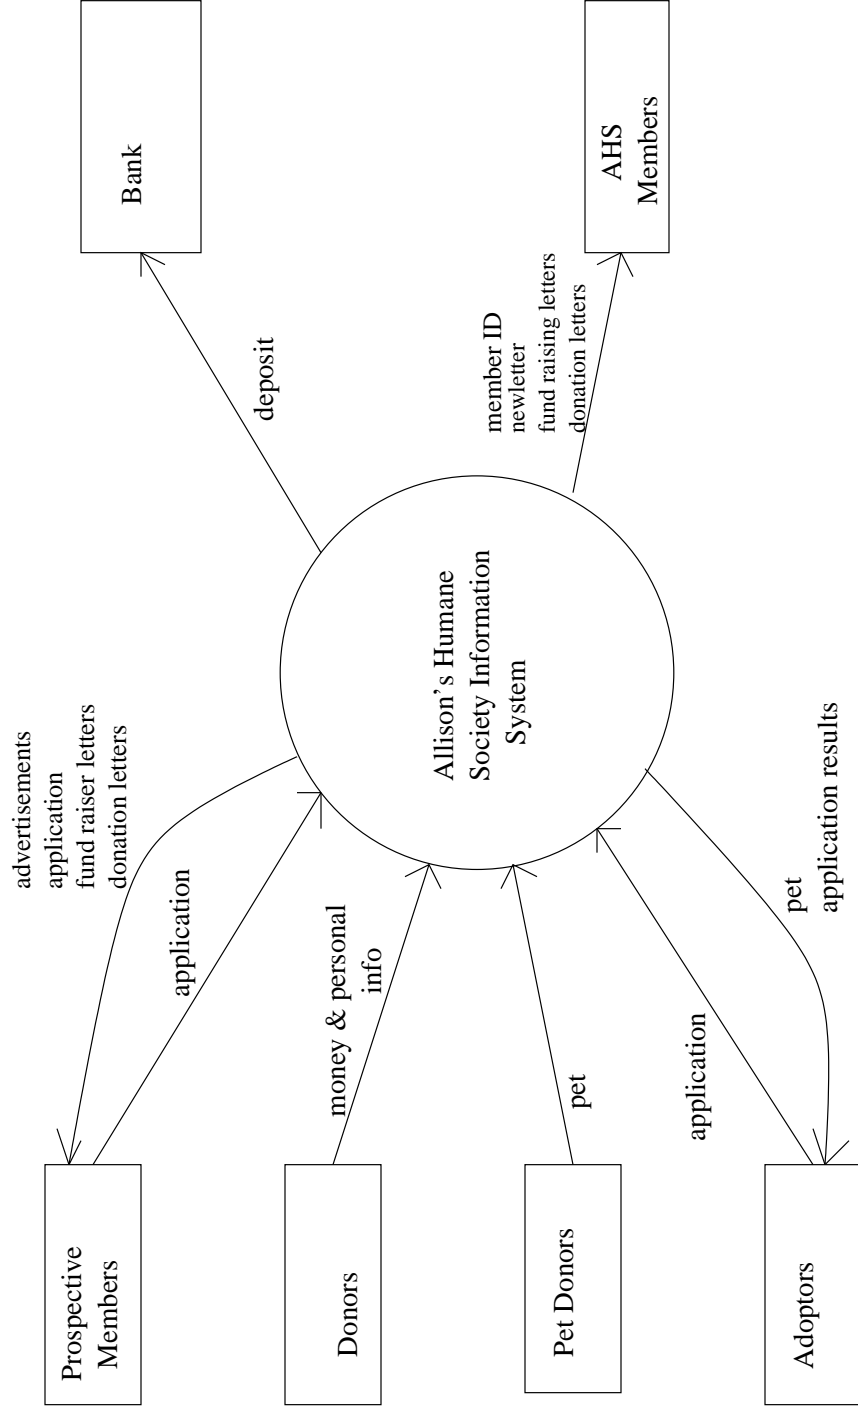 Prospective
Members
advertisements
application
fund raiser letters
donation letters
application
Donors
money & personal
info
Pet Donors
pet
Adoptors
application
pet
application results
Allison's Humane
Society Information
System
Bank
deposit
AHS
Members
member ID
newletter
fund raising letters
donation letters